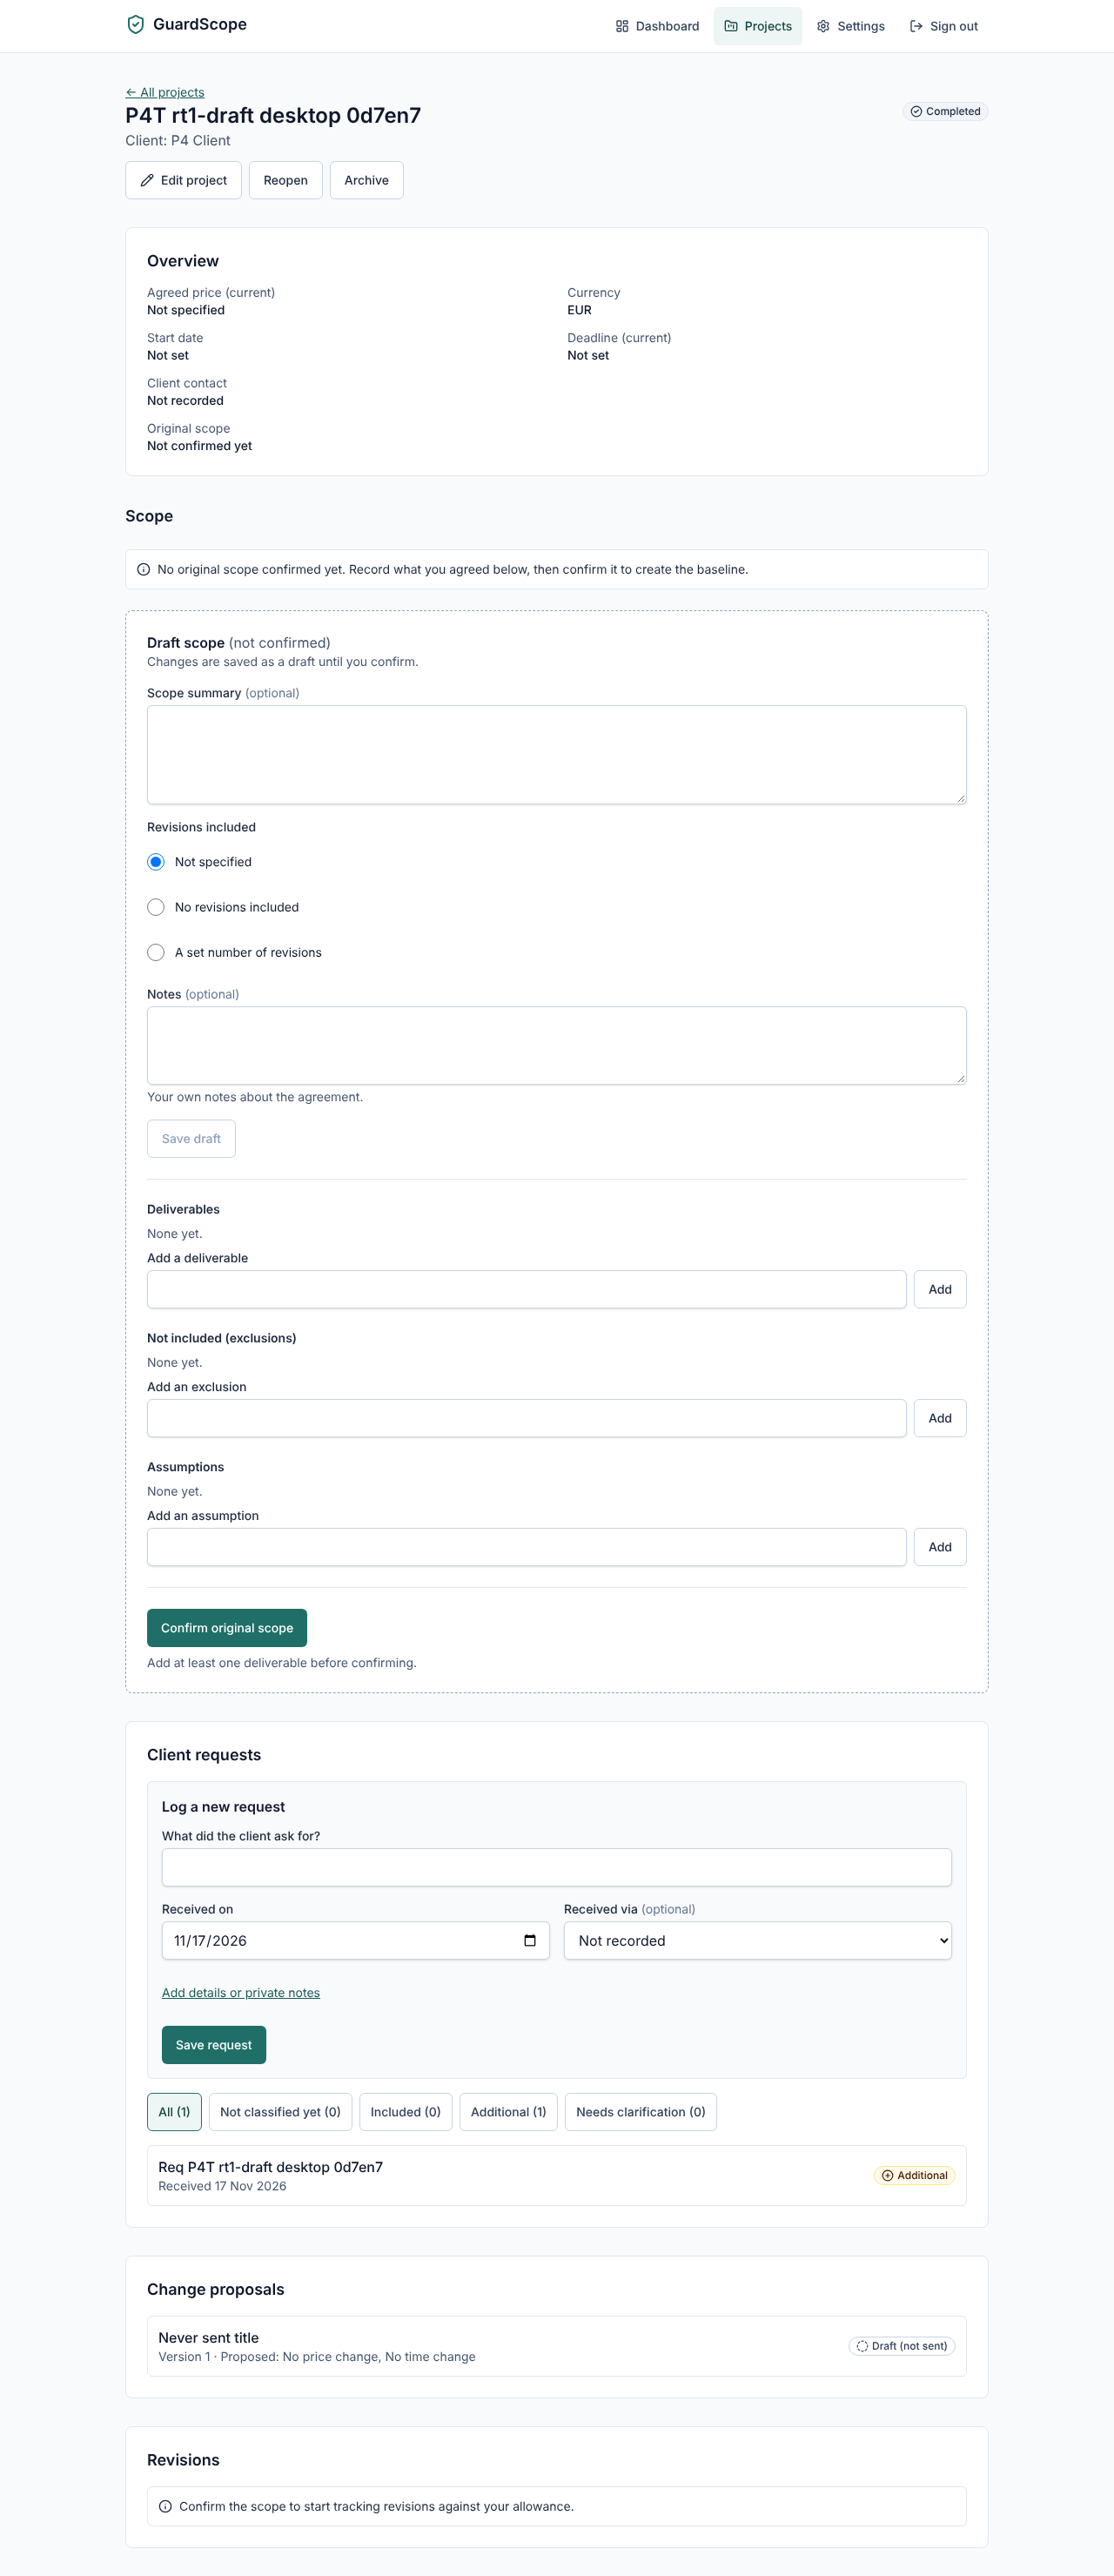 GuardScope
Dashboard
Projects
Settings
Sign out
← All projects
P4T rt1-draft desktop 0d7en7
Completed
Client: P4 Client
Edit project
Reopen
Archive
Overview
Agreed price (current)
Not specified
Currency
EUR
Start date
Not set
Deadline (current)
Not set
Client contact
Not recorded
Original scope
Not confirmed yet
Scope
No original scope confirmed yet. Record what you agreed below, then confirm it to create the baseline.
Draft scope (not confirmed)
Changes are saved as a draft until you confirm.
Scope summary (optional)
Revisions included
Not specified
No revisions included
A set number of revisions
Notes (optional)
Your own notes about the agreement.
Save draft
Deliverables
None yet.
Add a deliverable
Add
Not included (exclusions)
None yet.
Add an exclusion
Add
Assumptions
None yet.
Add an assumption
Add
Confirm original scope
Add at least one deliverable before confirming.
Client requests
Log a new request
What did the client ask for?
Received on
11/17/2026
Received via (optional)
Not recorded
Add details or private notes
Save request
All (1)
Not classified yet (0)
Included (0)
Additional (1)
Needs clarification (0)
Req P4T rt1-draft desktop 0d7en7
Received 17 Nov 2026
Additional
Change proposals
Never sent title
Version 1 · Proposed: No price change, No time change
Draft (not sent)
Revisions
Confirm the scope to start tracking revisions against your allowance.